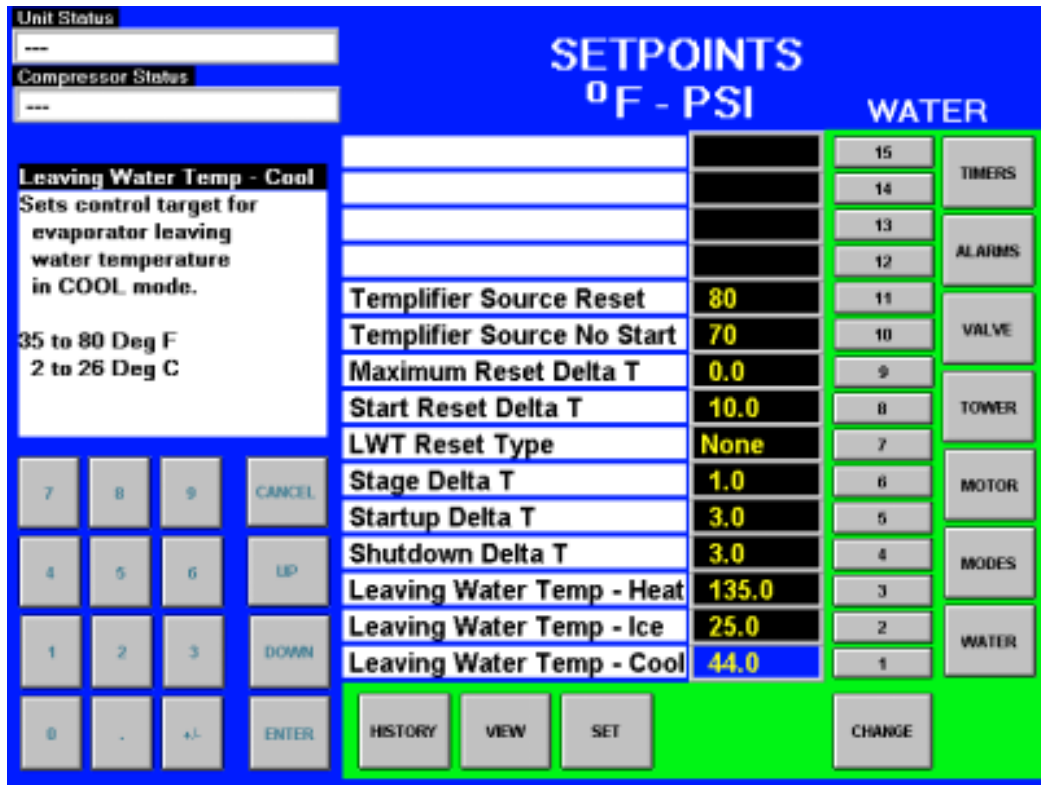 Unit Status
---
Compressor Status
---
SETPOINTS
⁰F - PSI
WATER
Leaving Water Temp - Cool
Sets control target for
evaporator leaving
water temperature
in COOL mode.
35 to 80 Deg F
2 to 26 Deg C
15
14
13
12
Templifier Source Reset 80 11
Templifier Source No Start 70 10
Maximum Reset Delta T 0.0 9
Start Reset Delta T 10.0 8
LWT Reset Type None 7
Stage Delta T 1.0 6
Startup Delta T 3.0 5
Shutdown Delta T 3.0 4
Leaving Water Temp - Heat 135.0 3
Leaving Water Temp - Ice 25.0 2
Leaving Water Temp - Cool 44.0 1
TIMERS
ALARMS
VALVE
TOWER
MOTOR
MODES
WATER
7 8 9 CANCEL
4 5 6 UP
1 2 3 DOWN
0 . +/- ENTER
HISTORY VIEW SET CHANGE